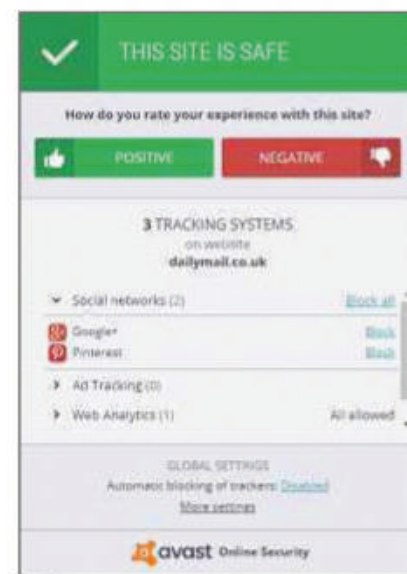 THIS SITE IS SAFE
How do you rate your experience with this site?
POSITIVE NEGATIVE
3 TRACKING SYSTEMS
on website
dailymail.co.uk
Social networks (2) Block all
Google+ Block
Pinterest Block
Ad Tracking (0)
Web Analytics (1) All allowed
GLOBAL SETTINGS
Automatic blocking of trackers: Disabled
More settings
avast Online Security